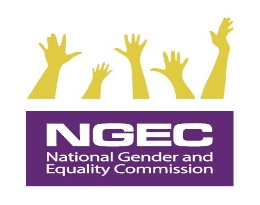 NGEC
National Gender and
Equality Commission